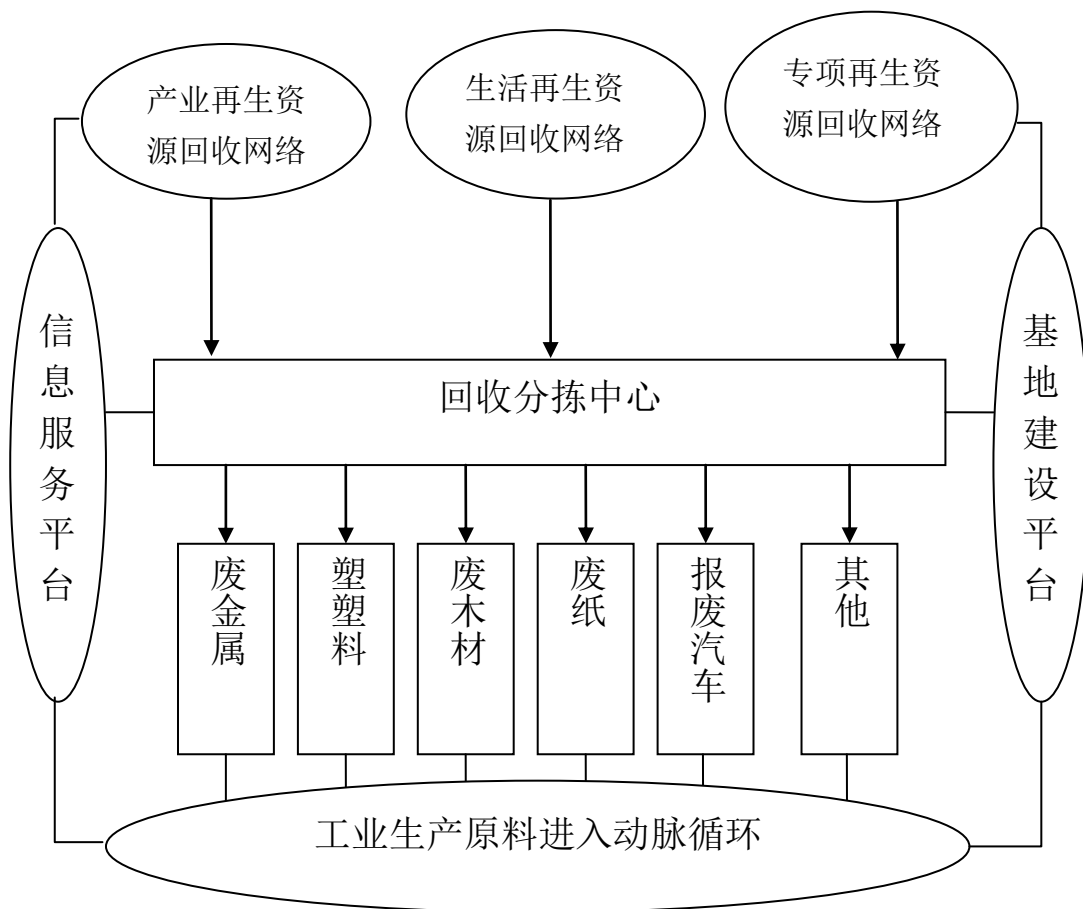 产业再生资
源回收网络
生活再生资
源回收网络
专项再生资
源回收网络
信息服务平台
回收分拣中心
基地建设平台
废金属
塑塑料
废木材
废纸
报废汽车
其他
工业生产原料进入动脉循环